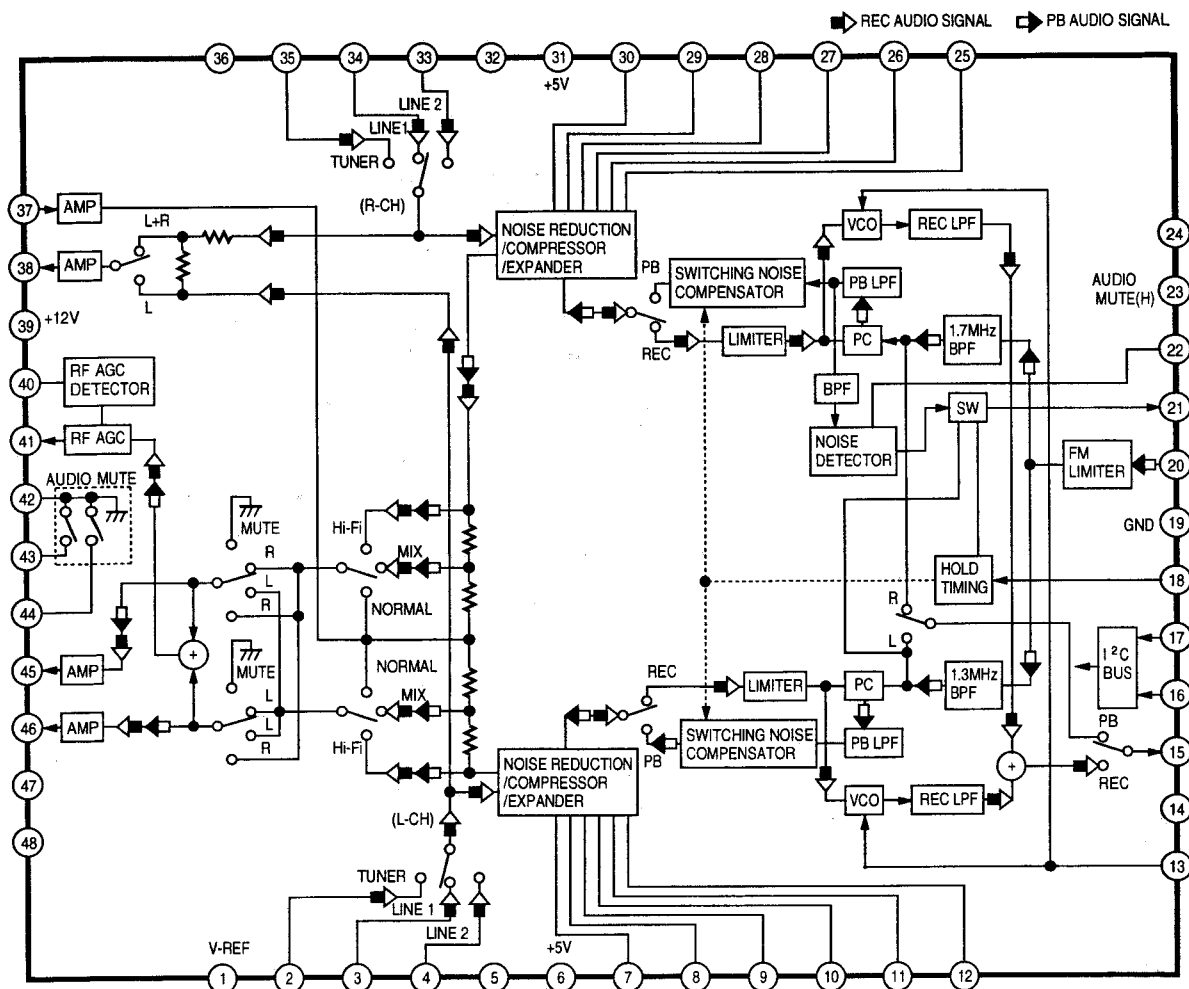 REC AUDIO SIGNAL PB AUDIO SIGNAL
36 35 34 33 32 31 30 29 28 27 26 25
+5V
LINE 2
LINE1
TUNER
(R-CH)
37 AMP
L+R
38 AMP
L
39 +12V
40 RF AGC
DETECTOR
41 RF AGC
AUDIO MUTE
42
43
44
45 AMP
46 AMP
47
48
MUTE
R
L
R
MUTE
L
L
R
Hi-Fi
MIX
NORMAL
NORMAL
MIX
Hi-Fi
NOISE REDUCTION
/COMPRESSOR
/EXPANDER
PB
REC
SWITCHING NOISE
COMPENSATOR
LIMITER
VCO
REC LPF
PB LPF
PC
1.7MHz
BPF
BPF
NOISE
DETECTOR
SW
FM
LIMITER
HOLD
TIMING
R
L
I²C
BUS
24
AUDIO
MUTE(H)
23
22
21
20
GND 19
18
17
16
PB
15
REC
14
13
REC
PB
LIMITER
PC
1.3MHz
BPF
SWITCHING NOISE
COMPENSATOR
PB LPF
VCO
REC LPF
+
+
NOISE REDUCTION
/COMPRESSOR
/EXPANDER
(L-CH)
TUNER
LINE 1
LINE 2
V-REF
+5V
1 2 3 4 5 6 7 8 9 10 11 12